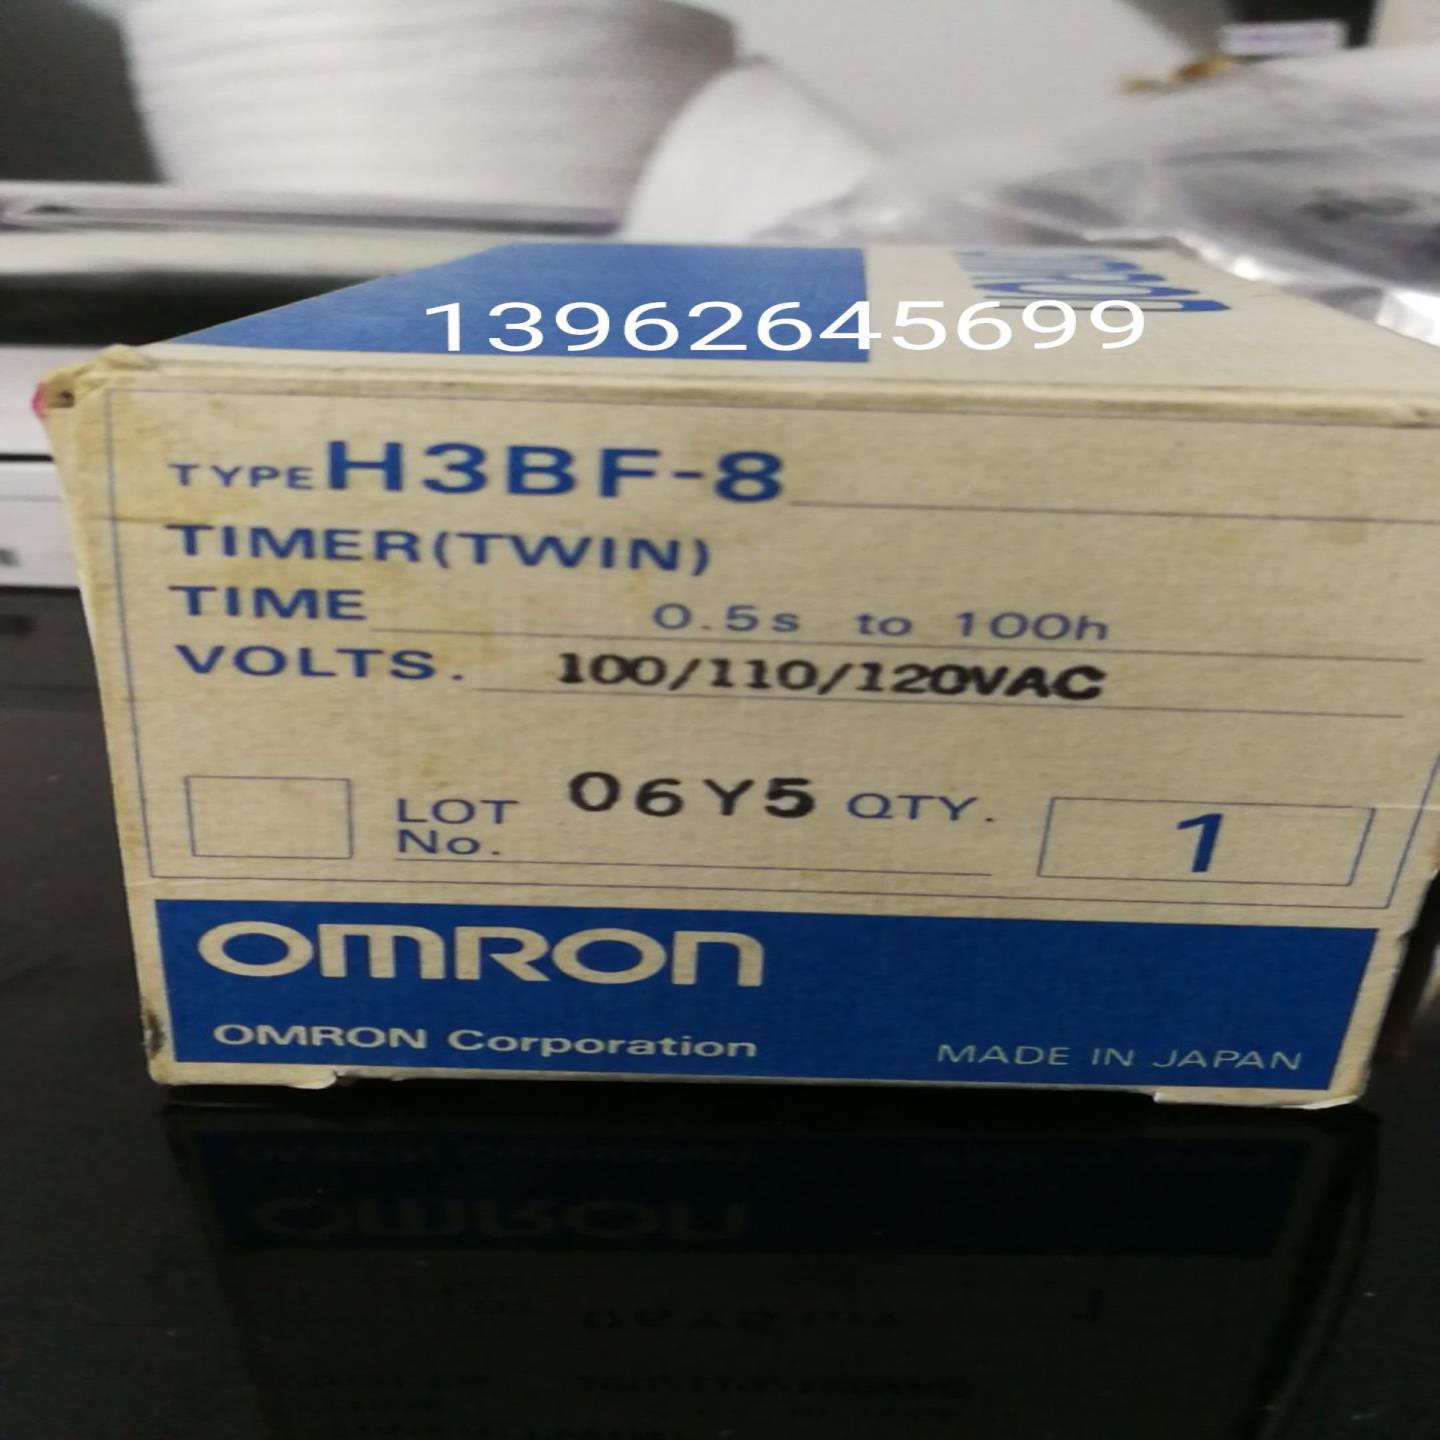 OMRON
13962645699
TYPE H3BF-8
TIMER(TWIN)
TIME 0.5s to 100h
VOLTS. 100/110/120VAC
LOT No. 06Y5 QTY. 1
OMRON
OMRON Corporation MADE IN JAPAN